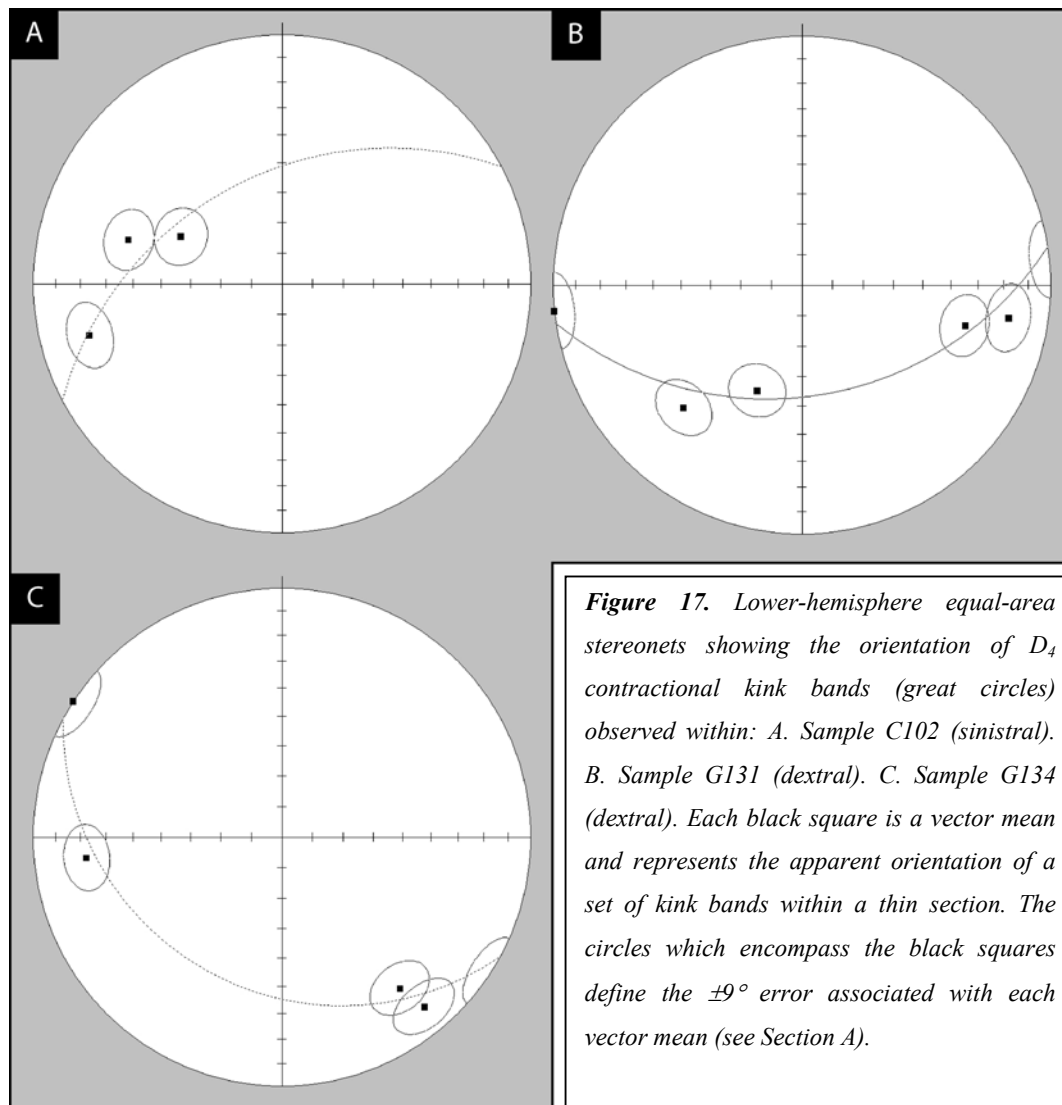 A
B
C
Figure 17. Lower-hemisphere equal-area
stereonets showing the orientation of D4
contractional kink bands (great circles)
observed within: A. Sample C102 (sinistral).
B. Sample G131 (dextral). C. Sample G134
(dextral). Each black square is a vector mean
and represents the apparent orientation of a
set of kink bands within a thin section. The
circles which encompass the black squares
define the ±9° error associated with each
vector mean (see Section A).